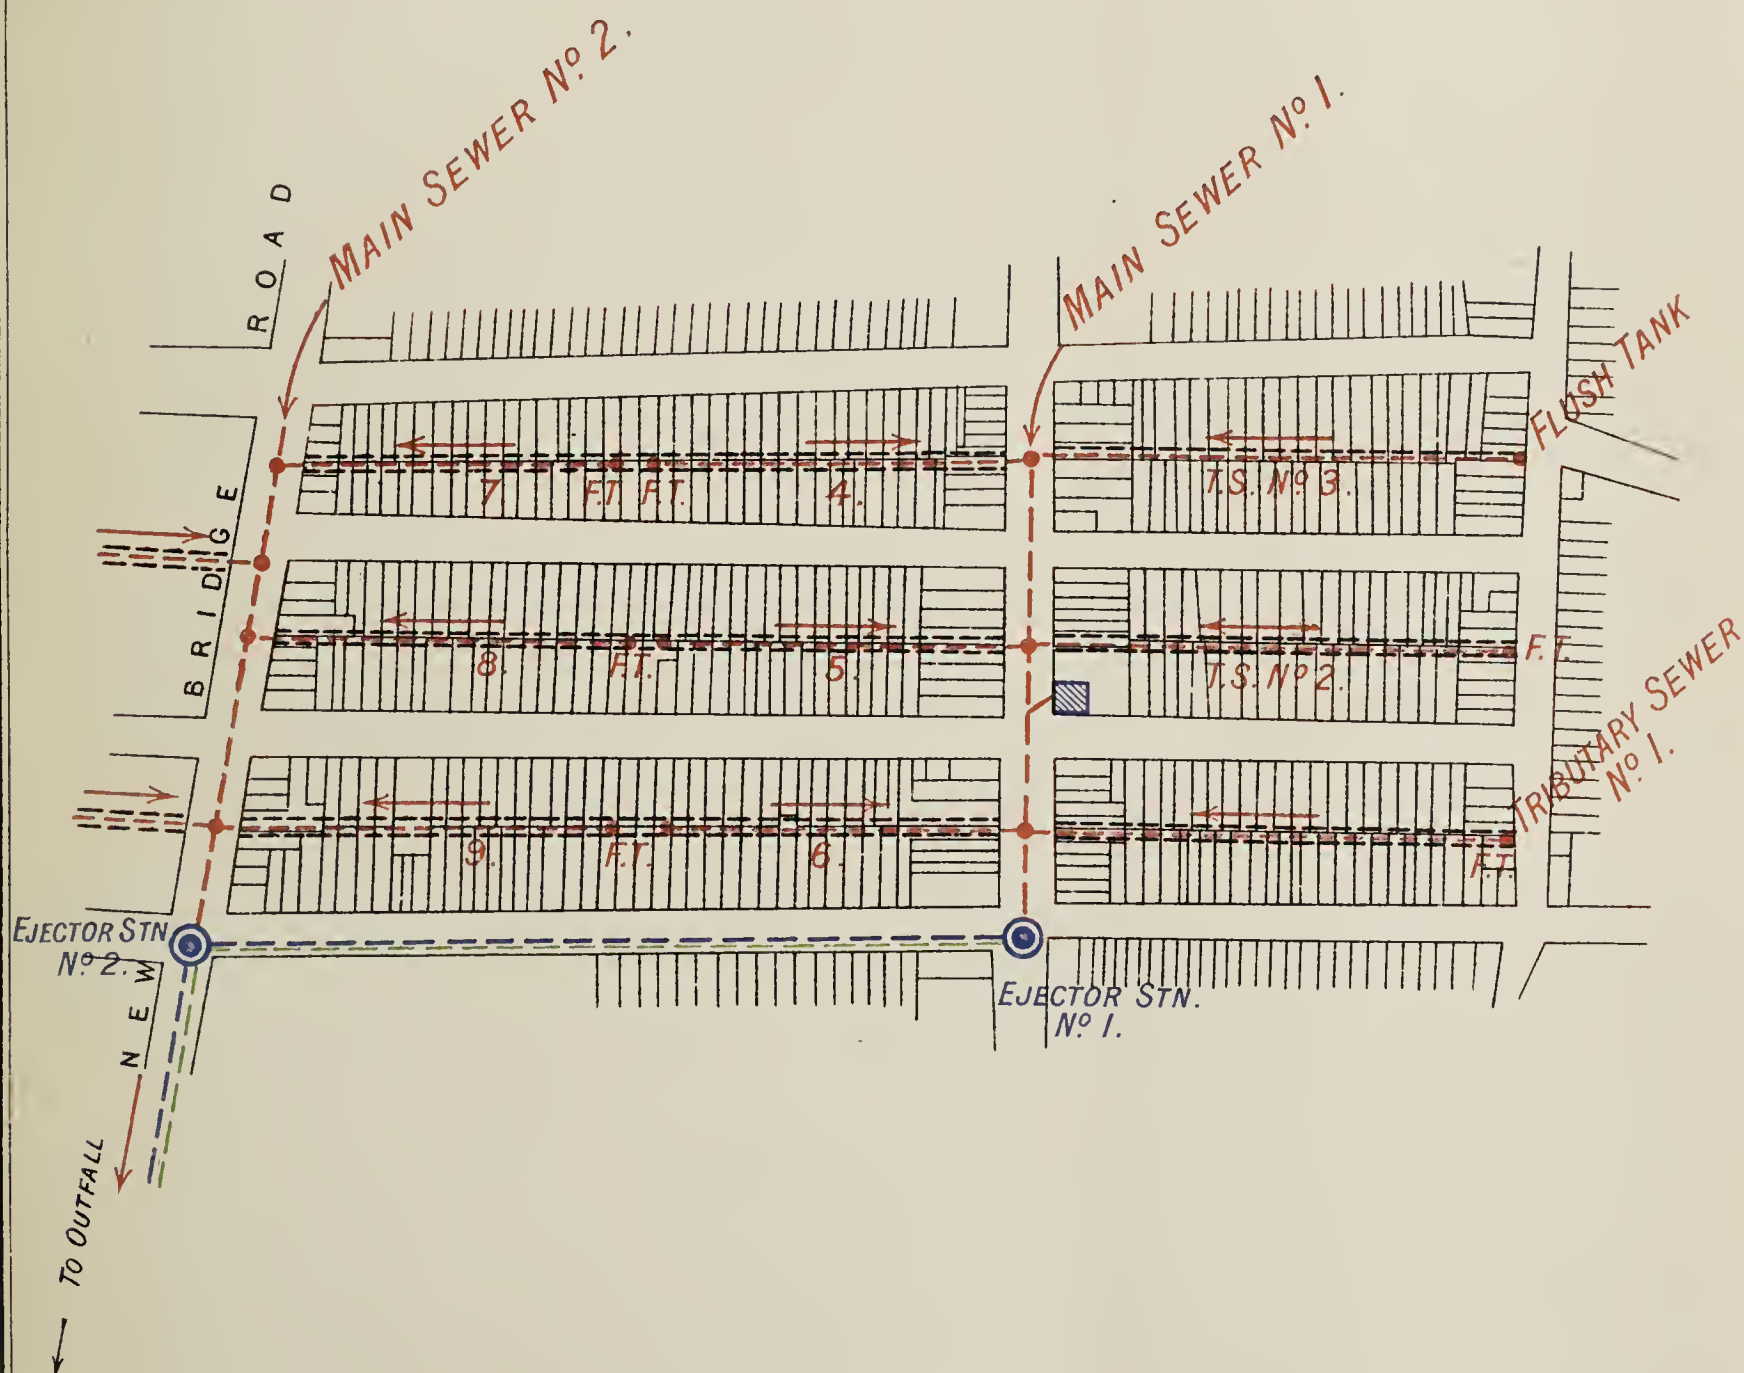 MAIN SEWER Nº 2.
MAIN SEWER Nº 1.
NEW BRIDGE ROAD
FLUSH TANK
7
F.T.
F.T.
4.
T.S. Nº 3.
8.
F.T.
5.
T.S. Nº 2.
F.T.
TRIBUTARY SEWER
Nº 1.
9.
F.T.
6.
F.T.
EJECTOR STN
Nº 2.
EJECTOR STN.
Nº 1.
TO OUTFALL